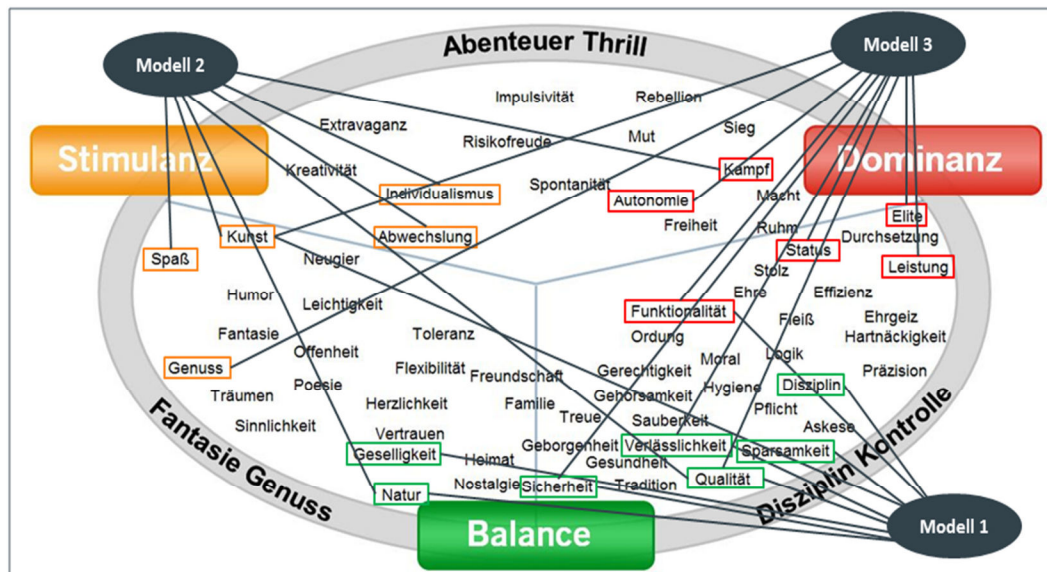 Abenteuer Thrill
Modell 2
Modell 3
Impulsivität
Rebellion
Extravaganz
Risikofreude
Mut
Sieg
Stimulanz
Dominanz
Kreativität
Kampf
Spontanität
Individualismus
Autonomie
Macht
Elite
Kunst
Abwechslung
Freiheit
Ruhm
Durchsetzung
Spaß
Neugier
Status
Leistung
Stolz
Humor
Leichtigkeit
Ehre
Effizienz
Funktionalität
Fleiß
Ehrgeiz
Fantasie
Toleranz
Ordung
Hartnäckigkeit
Offenheit
Moral
Logik
Genuss
Flexibilität
Freundschaft
Gerechtigkeit
Präzision
Träumen
Poesie
Hygiene
Disziplin
Herzlichkeit
Familie
Gehorsamkeit
Pflicht
Sinnlichkeit
Treue
Sauberkeit
Askese
Vertrauen
Geborgenheit
Verlässlichkeit
Sparsamkeit
Geselligkeit
Heimat
Gesundheit
Qualität
Natur
Nostalgie
Sicherheit
Tradition
Fantasie Genuss
Disziplin Kontrolle
Balance
Modell 1